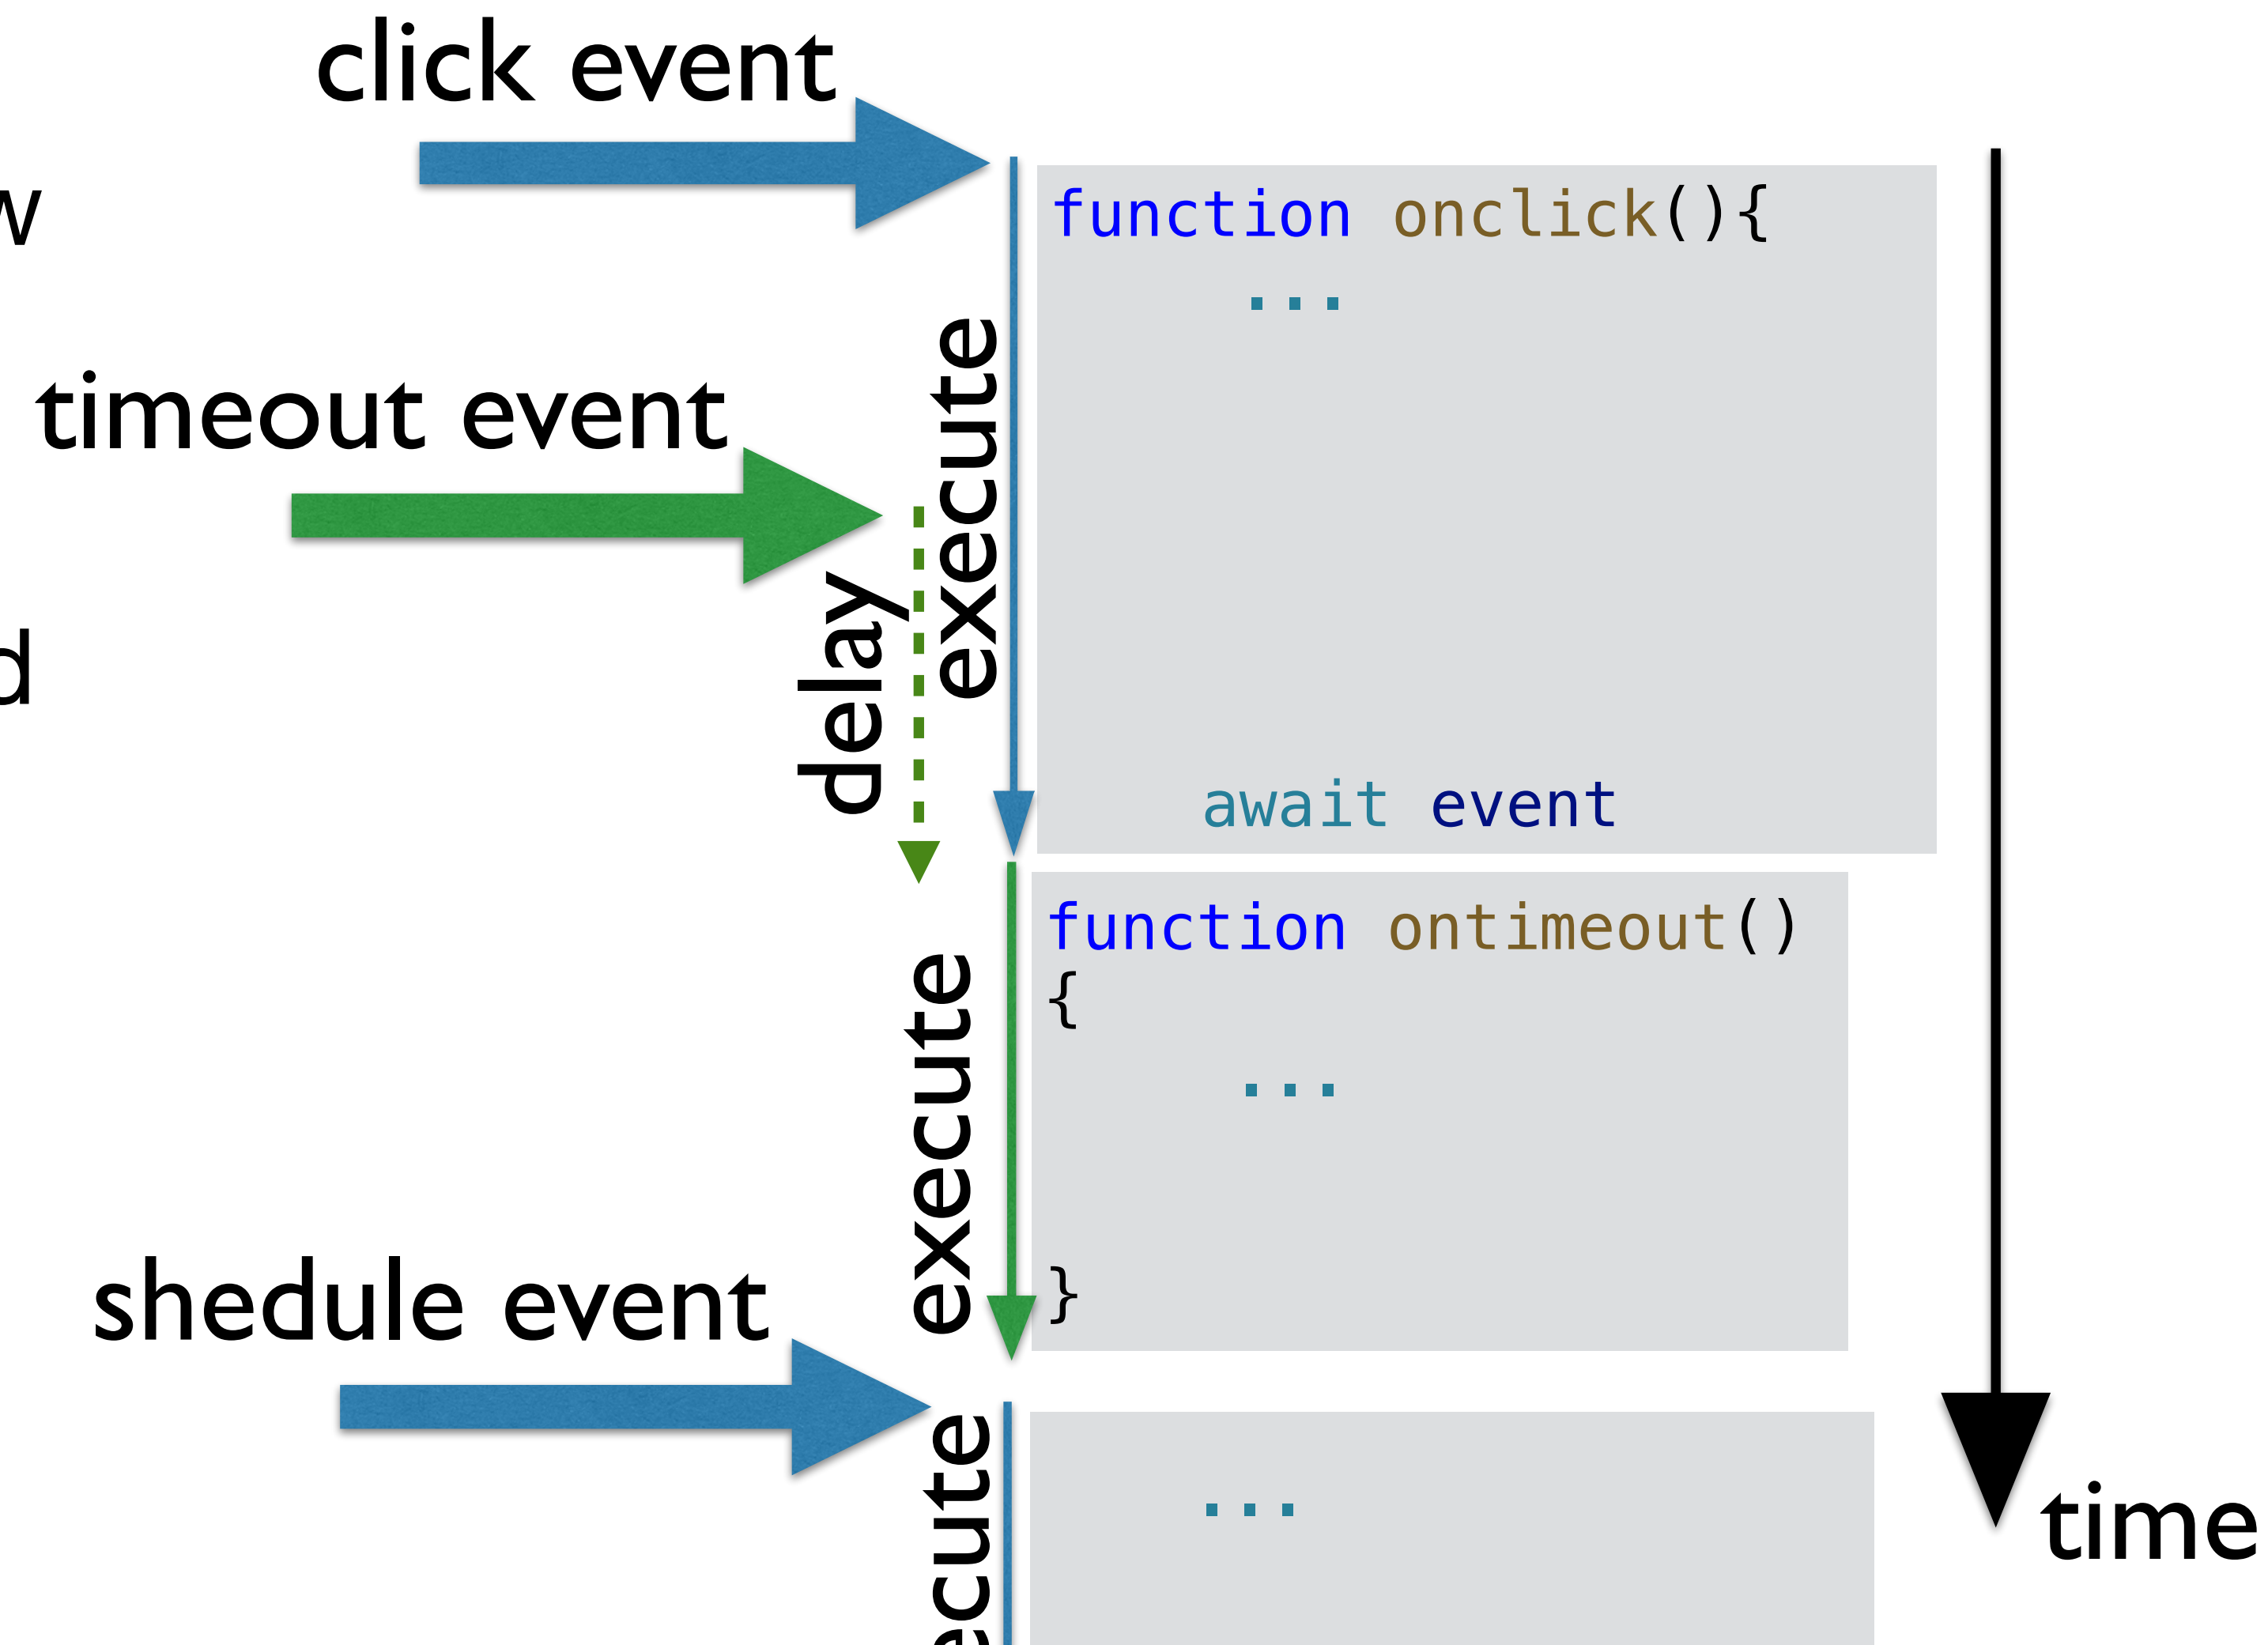 click event
function onclick(){
...
execute
timeout event
delay
await event
function ontimeout()
{
...
execute
}
shedule event
...
time